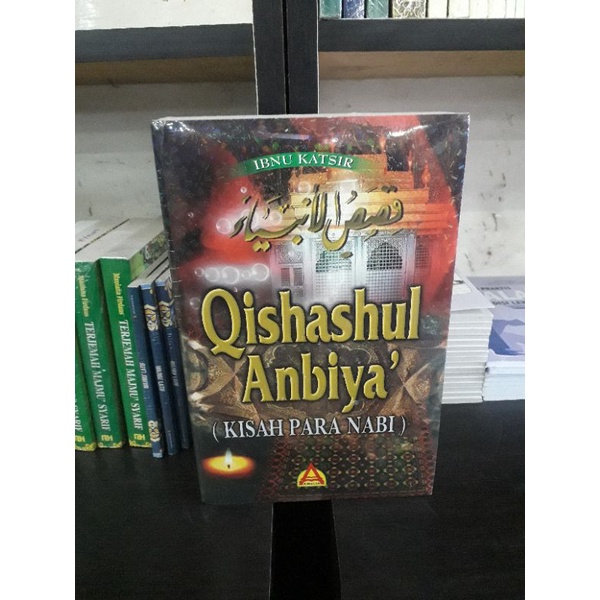 IBNU KATSIR
قصص الأنبياء
Qishashul
Anbiya'
(KISAH PARA NABI)
TERJEMAH MAJMU' SYARIF
TERJEMAH MAJMU' SYARIF